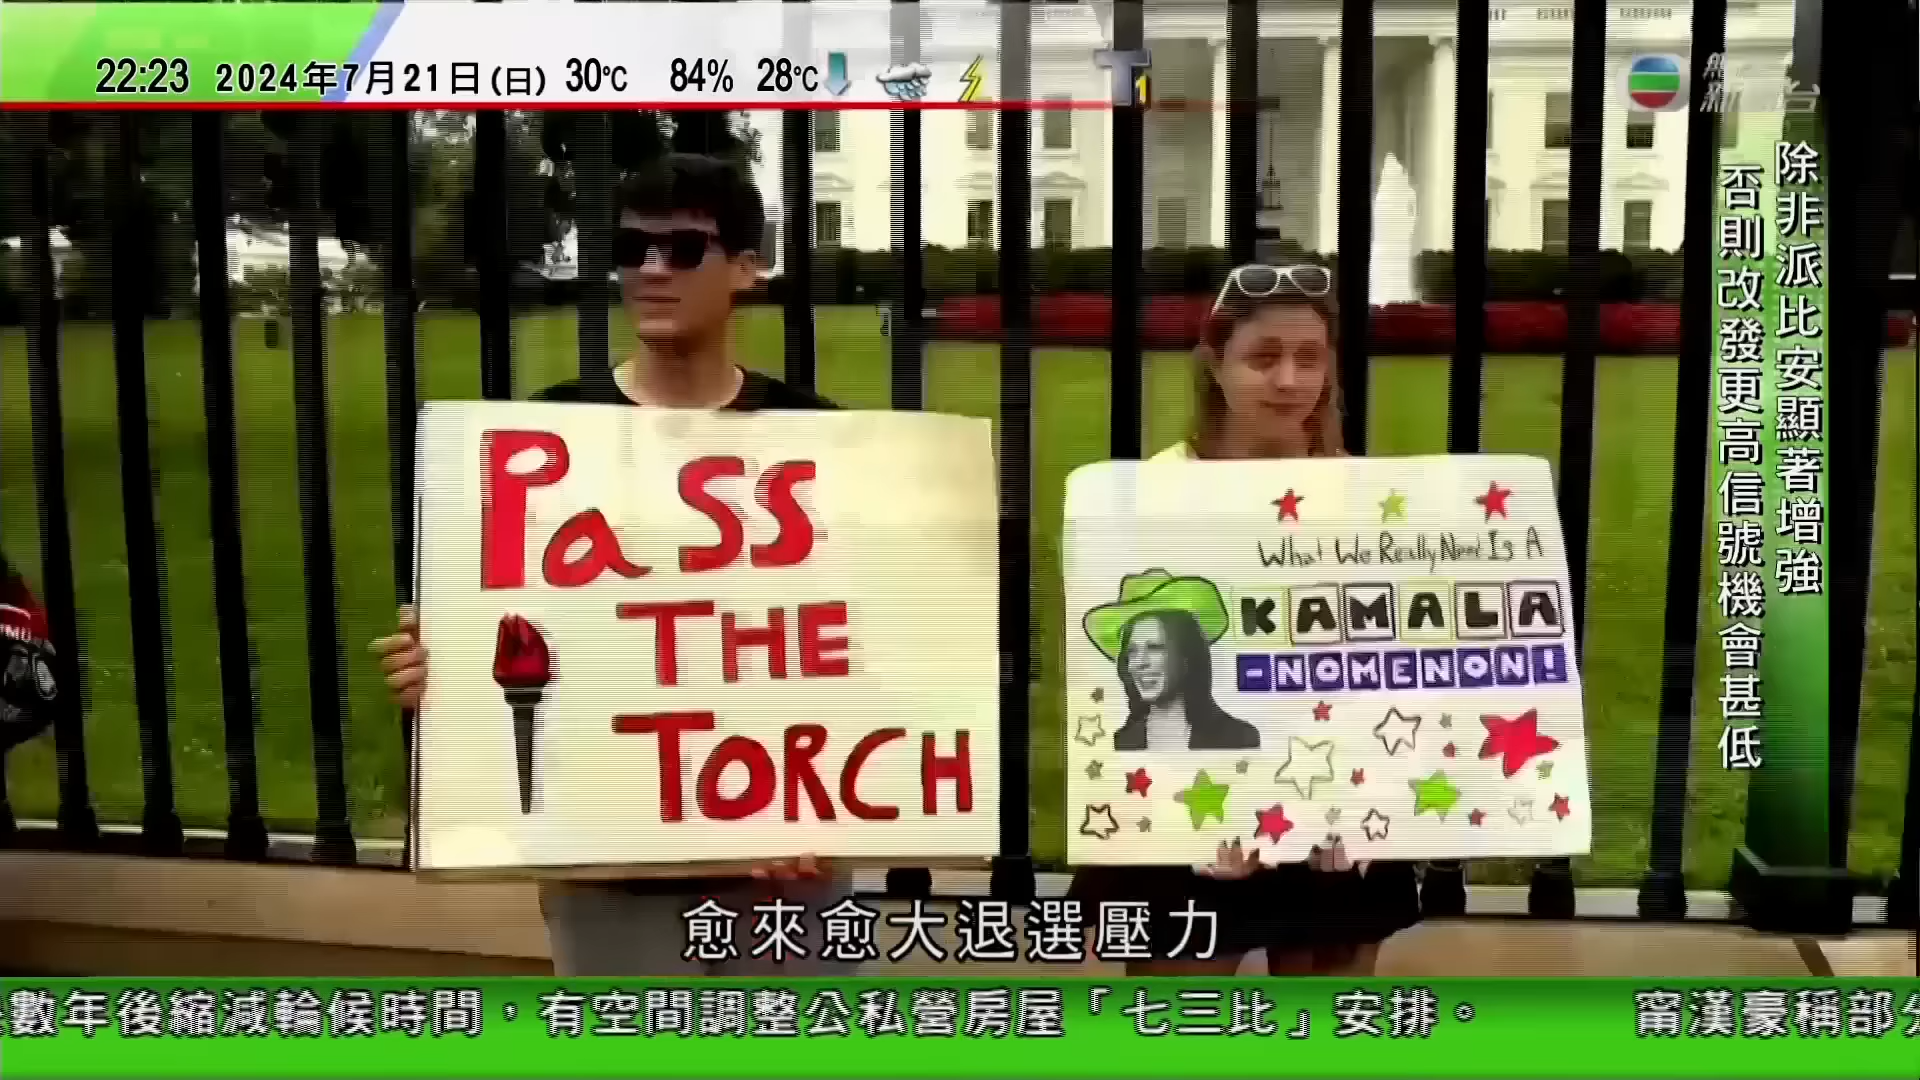 22:23 2024年7月21日(日) 30℃ 84% 28℃ T1
除非派比安顯著增強
否則改發更高信號機會甚低
PaSS
THE
TORCH
What We Really Need Is A
KAMALA
-NOMENON!
愈來愈大退選壓力
數年後縮減輪候時間，有空間調整公私營房屋「七三比」安排。 甯漢豪稱部分